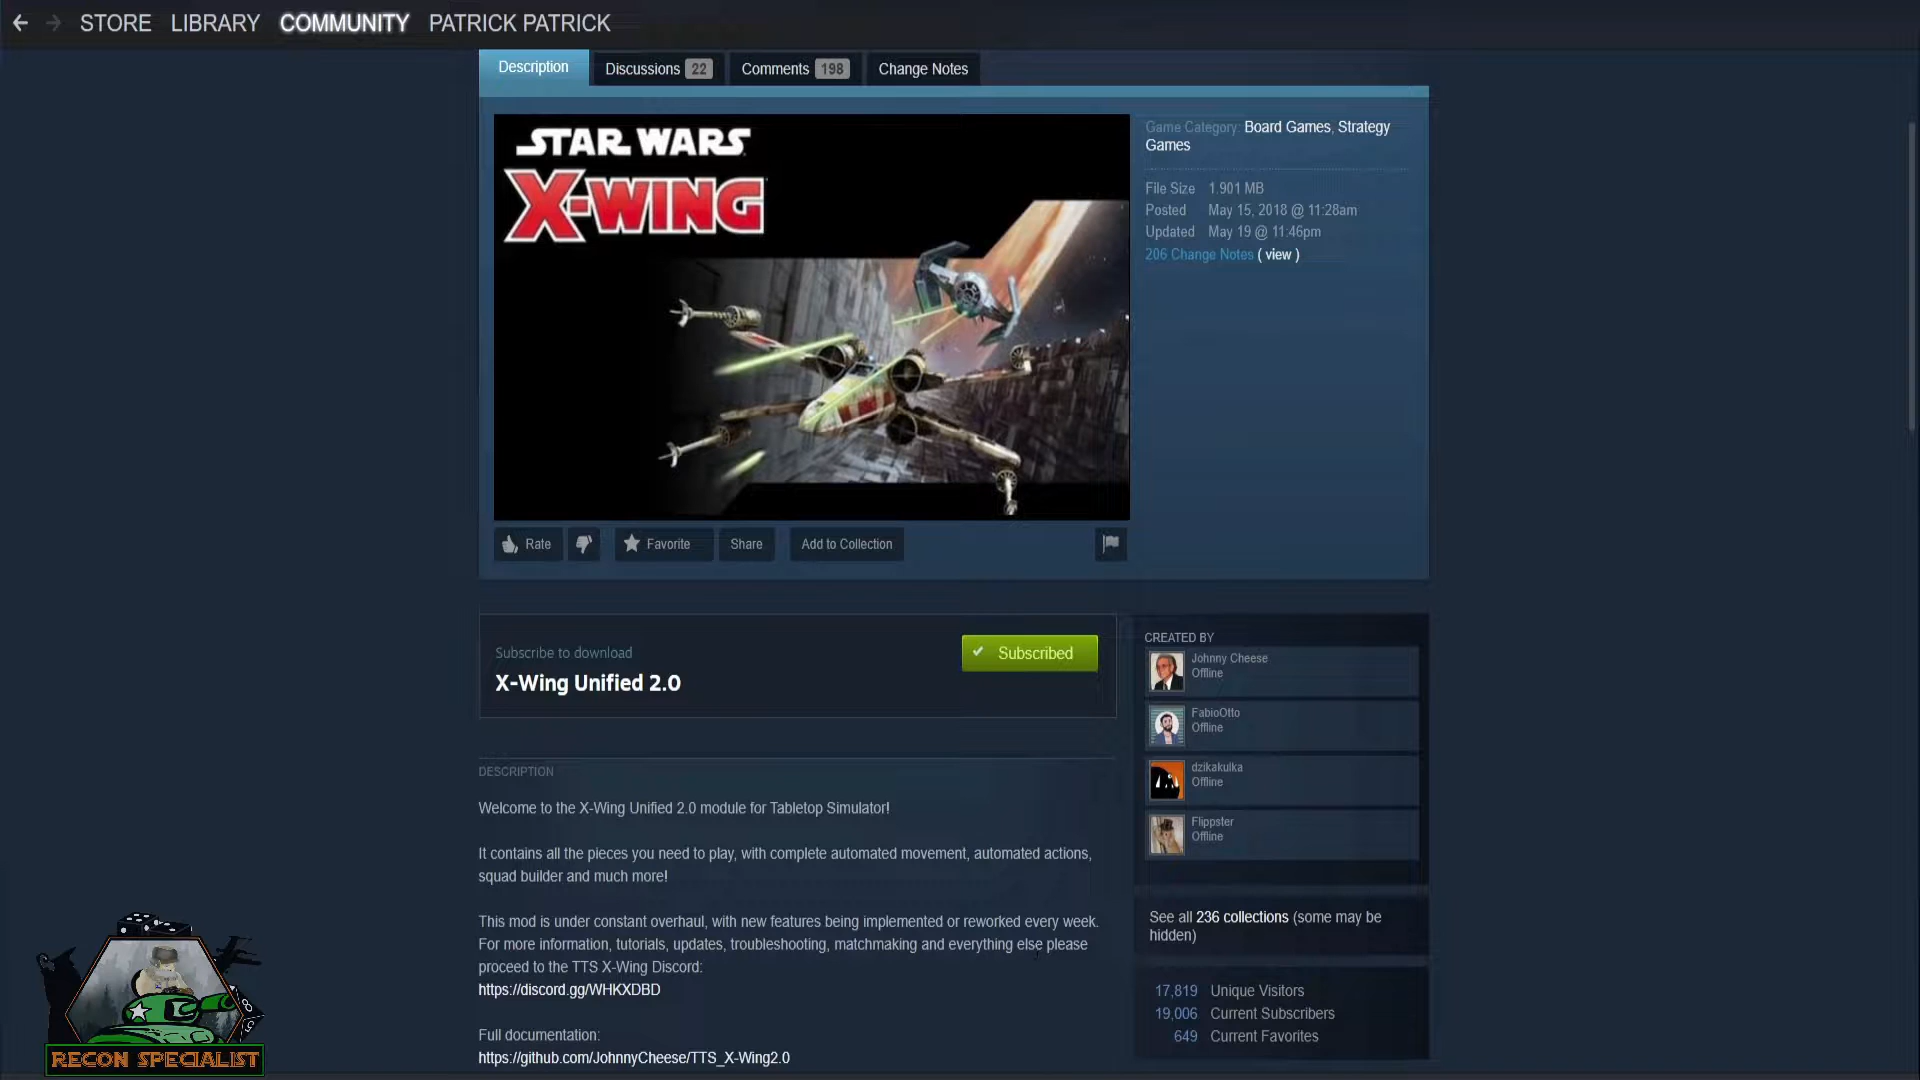 STORE LIBRARY COMMUNITY PATRICK PATRICK
Description Discussions 22 Comments 198 Change Notes
STAR WARS
X-WING
Game Category: Board Games, Strategy
Games
File Size 1.901 MB
Posted May 15, 2018 @ 11:28am
Updated May 19 @ 11:46pm
206 Change Notes ( view )
Rate Favorite Share Add to Collection
Subscribe to download
X-Wing Unified 2.0
Subscribed
CREATED BY
Johnny Cheese
Offline
FabioOtto
Offline
dzikakulka
Offline
Flippster
Offline
DESCRIPTION
Welcome to the X-Wing Unified 2.0 module for Tabletop Simulator!
It contains all the pieces you need to play, with complete automated movement, automated actions,
squad builder and much more!
This mod is under constant overhaul, with new features being implemented or reworked every week.
For more information, tutorials, updates, troubleshooting, matchmaking and everything else please
proceed to the TTS X-Wing Discord:
https://discord.gg/WHKXDBD
Full documentation:
https://github.com/JohnnyCheese/TTS_X-Wing2.0
See all 236 collections (some may be
hidden)
17,819 Unique Visitors
19,006 Current Subscribers
649 Current Favorites
RECON SPECIALIST